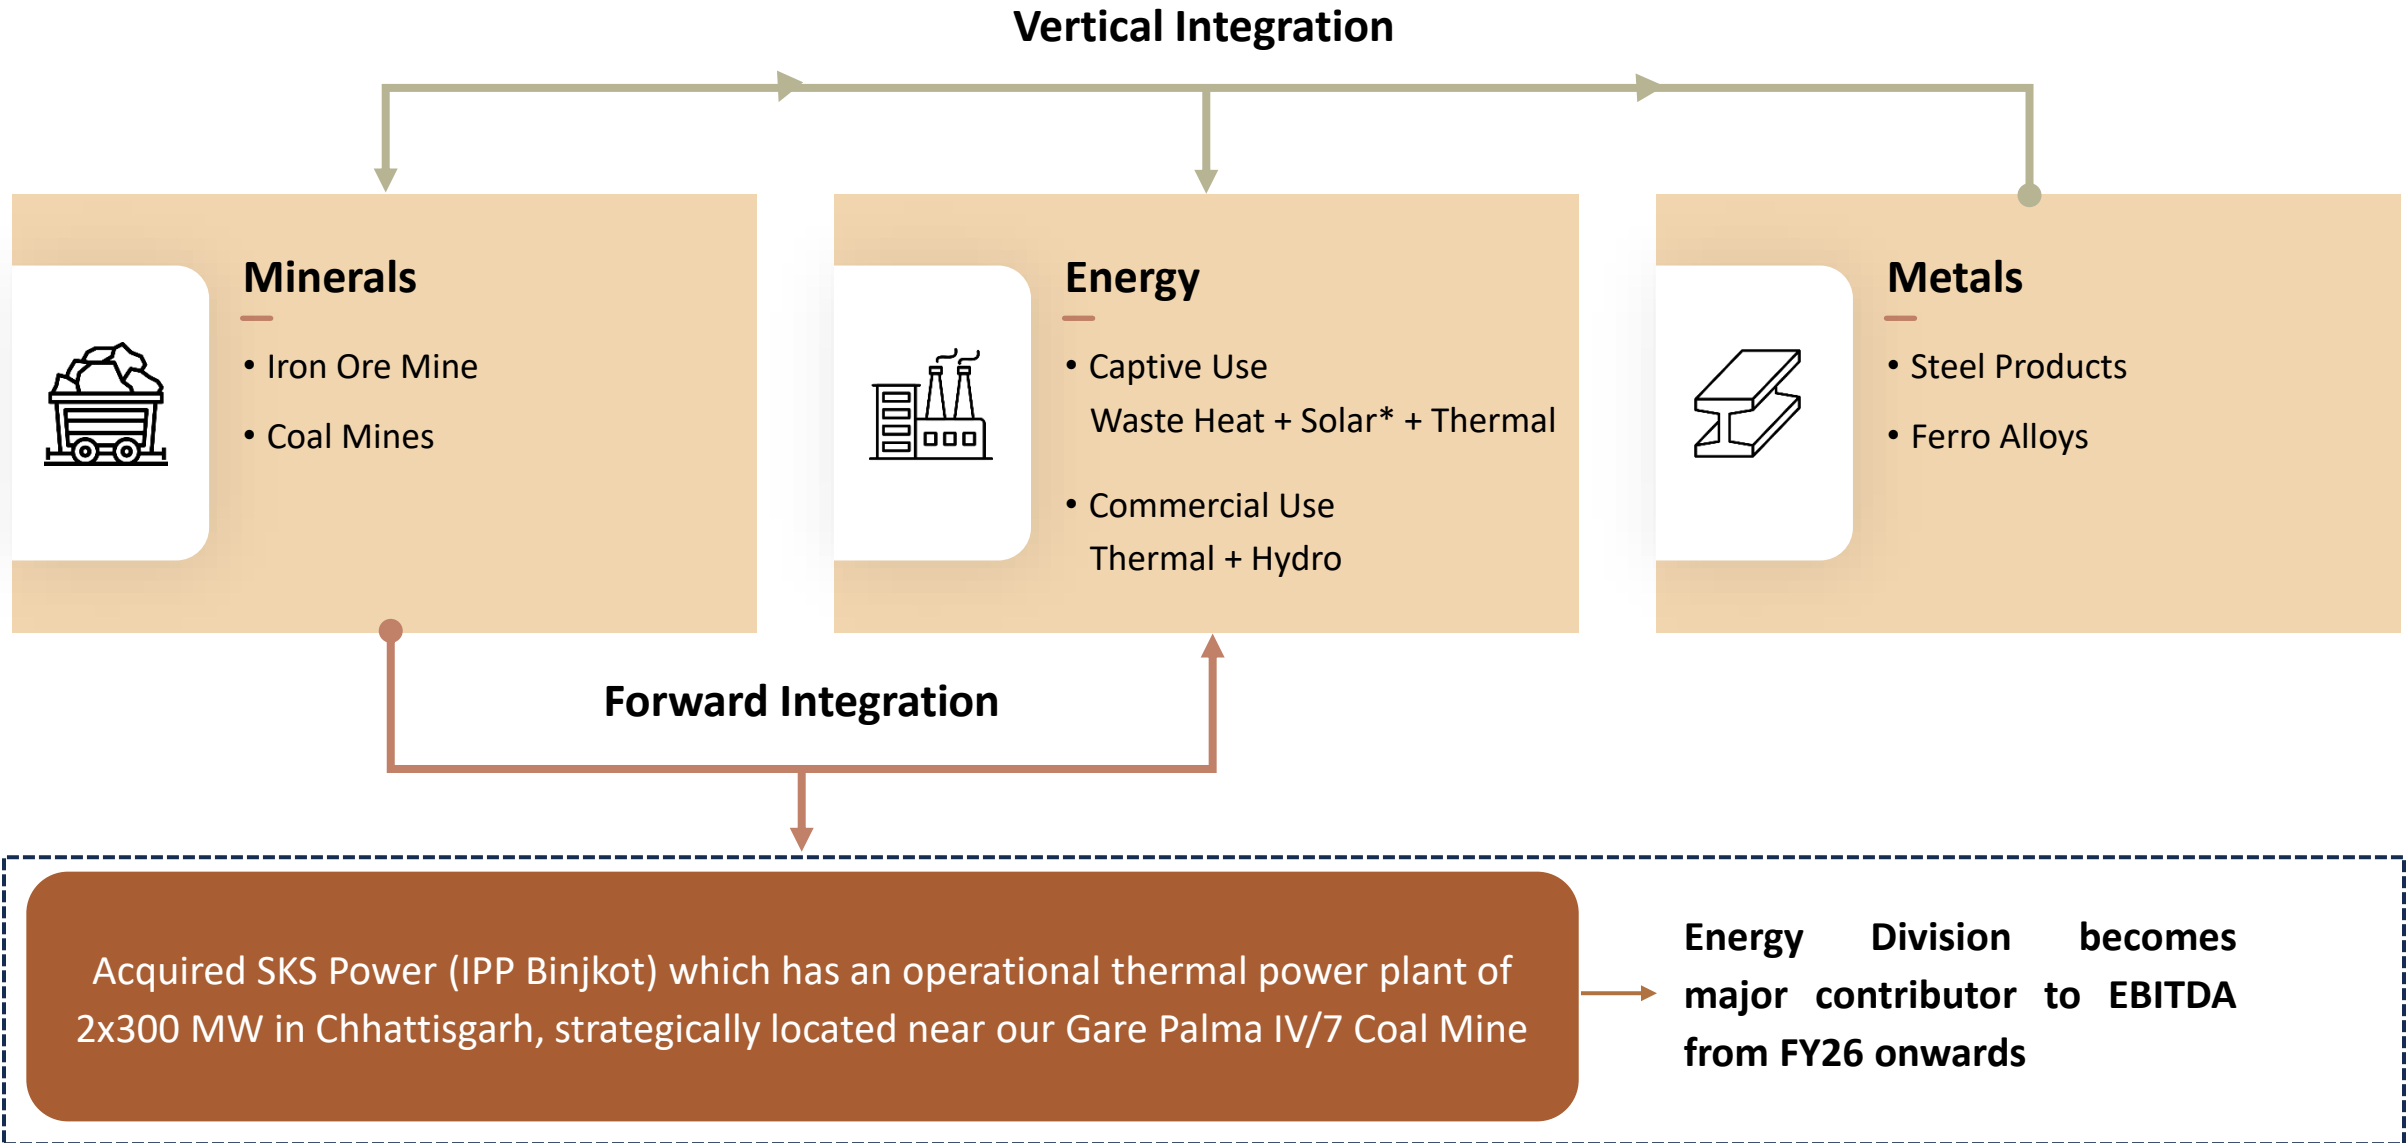 Vertical Integration
Minerals
• Iron Ore Mine
• Coal Mines
Energy
• Captive Use
Waste Heat + Solar* + Thermal
• Commercial Use
Thermal + Hydro
Metals
• Steel Products
• Ferro Alloys
Forward Integration
Acquired SKS Power (IPP Binjkot) which has an operational thermal power plant of
2x300 MW in Chhattisgarh, strategically located near our Gare Palma IV/7 Coal Mine
Energy Division becomes
major contributor to EBITDA
from FY26 onwards